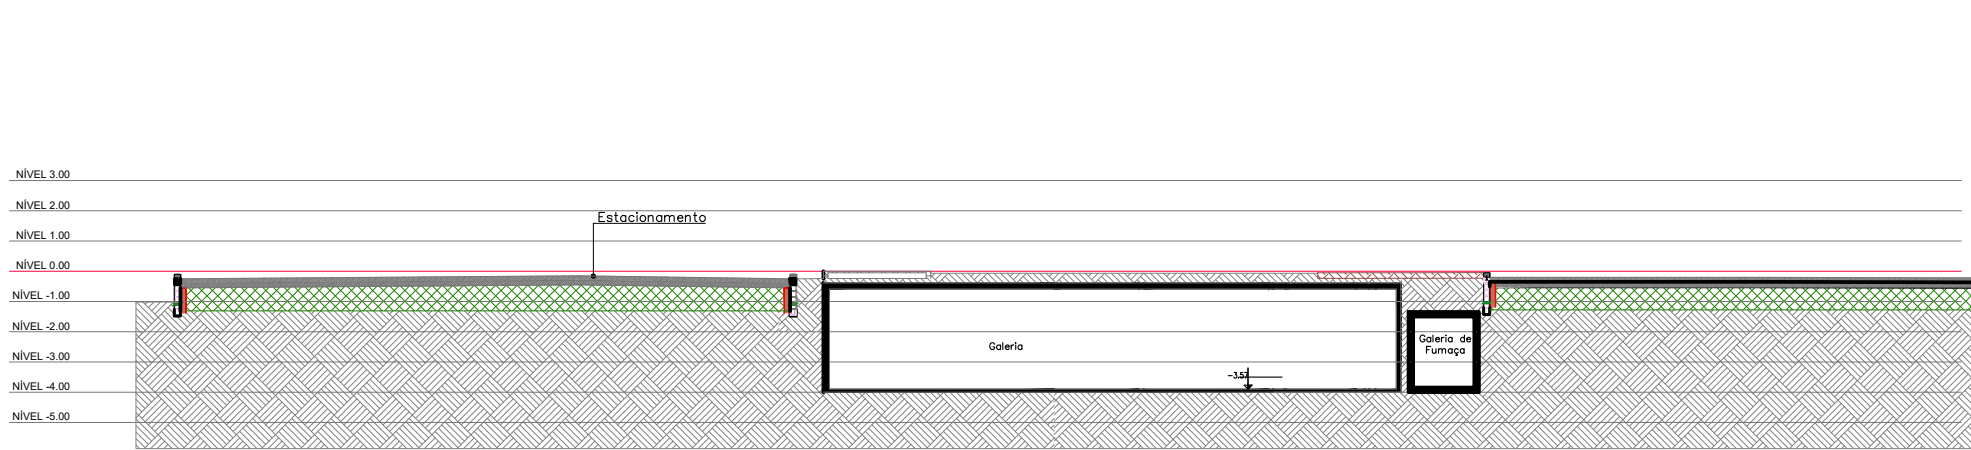 NÍVEL 3.00
NÍVEL 2.00
Estacionamento
NÍVEL 1.00
NÍVEL 0.00
NÍVEL -1.00
NÍVEL -2.00
Galeria
Galeria de
Fumaça
NÍVEL -3.00
-3.57
NÍVEL -4.00
NÍVEL -5.00